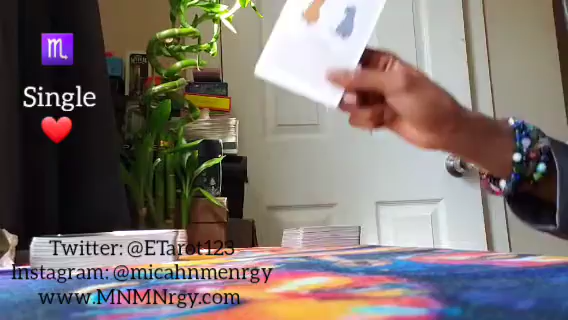 ♏
Single
❤️
Twitter: @ETarot123
Instagram: @micahnmenrgy
www.MNMNrgy.com